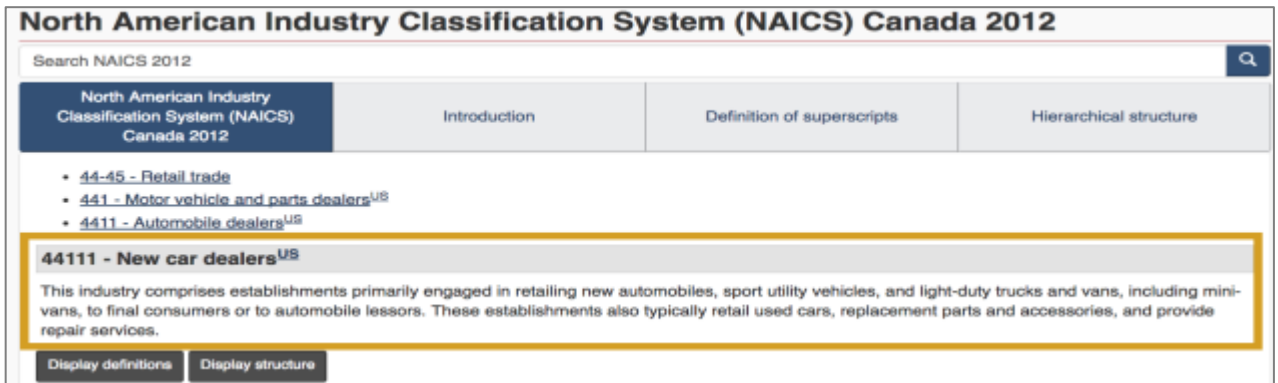 North American Industry Classification System (NAICS) Canada 2012
Search NAICS 2012
North American Industry
Classification System (NAICS)
Canada 2012
Introduction
Definition of superscripts
Hierarchical structure
• 44-45 - Retail trade
• 441 - Motor vehicle and parts dealersUS
• 4411 - Automobile dealersUS
44111 - New car dealersUS
This industry comprises establishments primarily engaged in retailing new automobiles, sport utility vehicles, and light-duty trucks and vans, including mini-
vans, to final consumers or to automobile lessors. These establishments also typically retail used cars, replacement parts and accessories, and provide
repair services.
Display definitions
Display structure